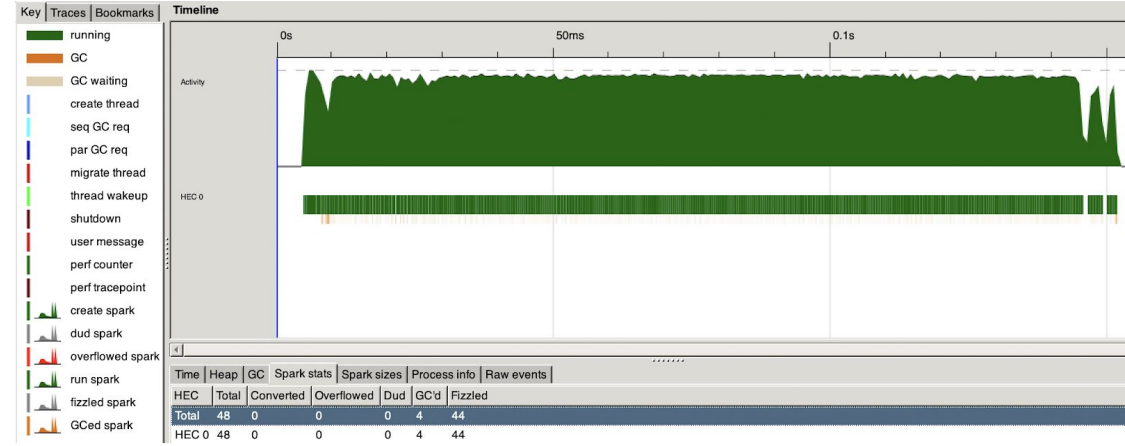 Key Traces Bookmarks
running
GC
GC waiting
create thread
seq GC req
par GC req
migrate thread
thread wakeup
shutdown
user message
perf counter
perf tracepoint
create spark
dud spark
overflowed spark
run spark
fizzled spark
GCed spark
Timeline
0s 50ms 0.1s
Activity
HEC 0
Time Heap GC Spark stats Spark sizes Process info Raw events
HEC Total Converted Overflowed Dud GC'd Fizzled
Total 48 0 0 0 4 44
HEC 0 48 0 0 0 4 44